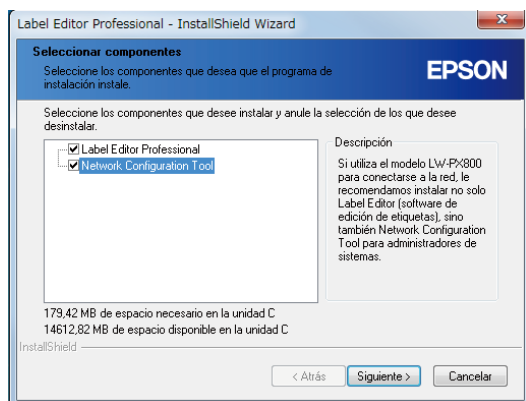 Label Editor Professional - InstallShield Wizard
Seleccionar componentes
Seleccione los componentes que desea que el programa de
instalación instale.
EPSON
Seleccione los componentes que desee instalar y anule la selección de los que desee
desinstalar.
Label Editor Professional
Network Configuration Tool
Descripción
Si utiliza el modelo LW-PX800
para conectarse a la red, le
recomendamos instalar no solo
Label Editor (software de
edición de etiquetas), sino
también Network Configuration
Tool para administradores de
sistemas.
179,42 MB de espacio necesario en la unidad C
14612,82 MB de espacio disponible en la unidad C
InstallShield
< Atrás
Siguiente >
Cancelar